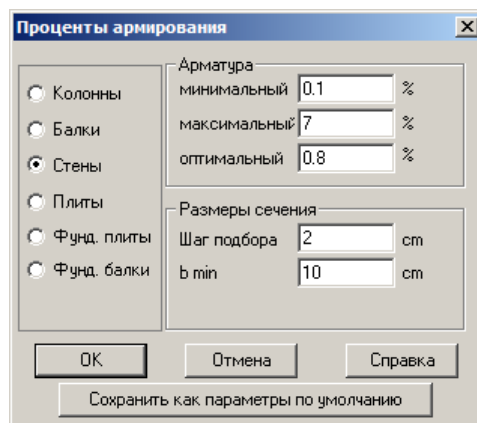 Проценты армирования
Колонны
Балки
Стены
Плиты
Фунд. плиты
Фунд. балки
Арматура
минимальный 0.1 %
максимальный 7 %
оптимальный 0.8 %
Размеры сечения
Шаг подбора 2 cm
b min 10 cm
OK Отмена Справка
Сохранить как параметры по умолчанию